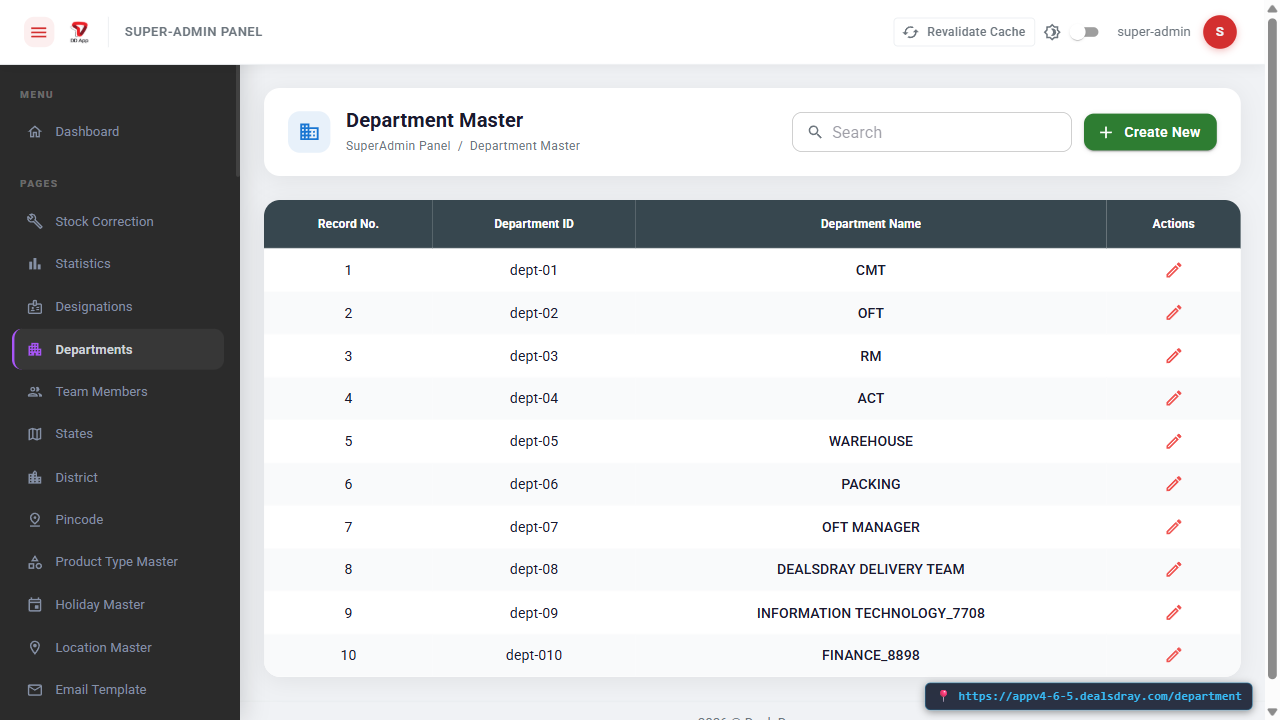 DD App
SUPER-ADMIN PANEL
Revalidate Cache
super-admin
S
MENU
Dashboard
PAGES
Stock Correction
Statistics
Designations
Departments
Team Members
States
District
Pincode
Product Type Master
Holiday Master
Location Master
Email Template
Department Master
SuperAdmin Panel / Department Master
Search
Create New
Record No. Department ID Department Name Actions
1 dept-01 CMT
2 dept-02 OFT
3 dept-03 RM
4 dept-04 ACT
5 dept-05 WAREHOUSE
6 dept-06 PACKING
7 dept-07 OFT MANAGER
8 dept-08 DEALSDRAY DELIVERY TEAM
9 dept-09 INFORMATION TECHNOLOGY_7708
10 dept-010 FINANCE_8898
https://appv4-6-5.dealsdray.com/department